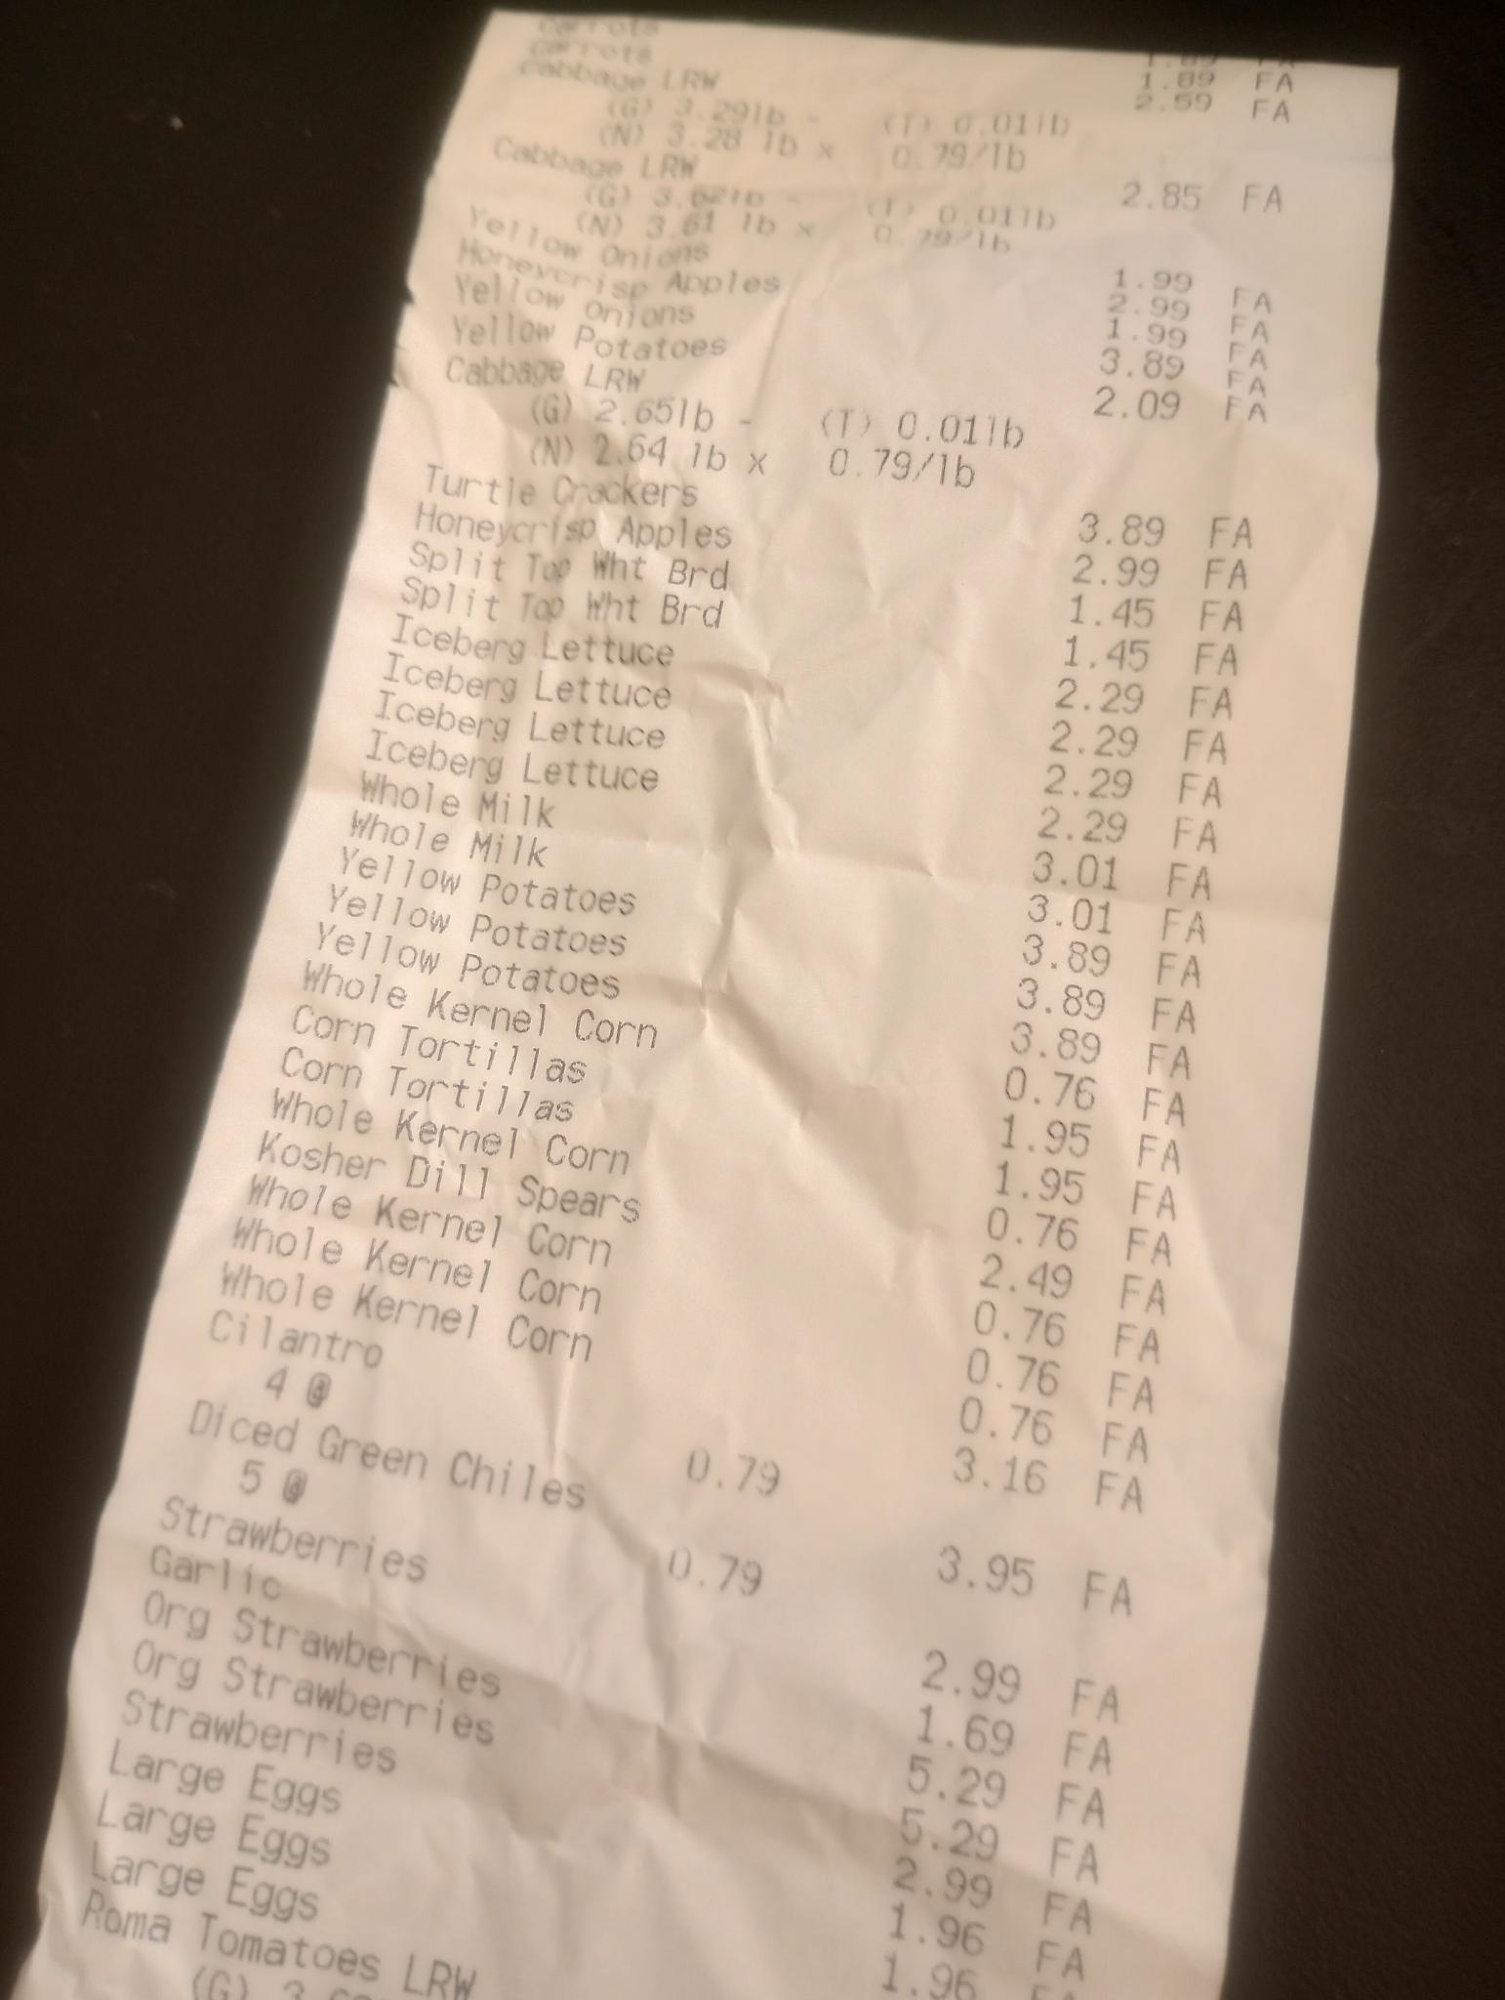 Carrots 1.89 FA
Carrots 1.89 FA
Cabbage LRW 2.59 FA
(G) 3.29lb - (T) 0.01lb
(N) 3.28 lb x 0.79/lb
Cabbage LRW 2.85 FA
(G) 3.62lb - (T) 0.01lb
(N) 3.61 lb x 0.79/lb
Yellow Onions 1.99 FA
Honeycrisp Apples 2.99 FA
Yellow Onions 1.99 FA
Yellow Potatoes 3.89 FA
Cabbage LRW 2.09 FA
(G) 2.65lb - (T) 0.01lb
(N) 2.64 lb x 0.79/lb
Turtle Crackers 3.89 FA
Honeycrisp Apples 2.99 FA
Split Top Wht Brd 1.45 FA
Split Top Wht Brd 1.45 FA
Iceberg Lettuce 2.29 FA
Iceberg Lettuce 2.29 FA
Iceberg Lettuce 2.29 FA
Iceberg Lettuce 2.29 FA
Whole Milk 3.01 FA
Whole Milk 3.01 FA
Yellow Potatoes 3.89 FA
Yellow Potatoes 3.89 FA
Yellow Potatoes 3.89 FA
Whole Kernel Corn 0.76 FA
Corn Tortillas 1.95 FA
Corn Tortillas 1.95 FA
Whole Kernel Corn 0.76 FA
Kosher Dill Spears 2.49 FA
Whole Kernel Corn 0.76 FA
Whole Kernel Corn 0.76 FA
Whole Kernel Corn 0.76 FA
Cilantro 3.16 FA
4 @ 0.79
Diced Green Chiles 3.95 FA
5 @ 0.79
Strawberries 2.99 FA
Garlic 1.69 FA
Org Strawberries 5.29 FA
Org Strawberries 5.29 FA
Strawberries 2.99 FA
Large Eggs 1.96 FA
Large Eggs 1.96
Large Eggs
Roma Tomatoes LRW
(G)